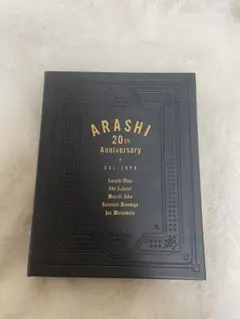 ARASHI
20th
Anniversary
Satoshi Ohno
Sho Sakurai
Masaki Aiba
Kazunari Ninomiya
Jun Matsumoto